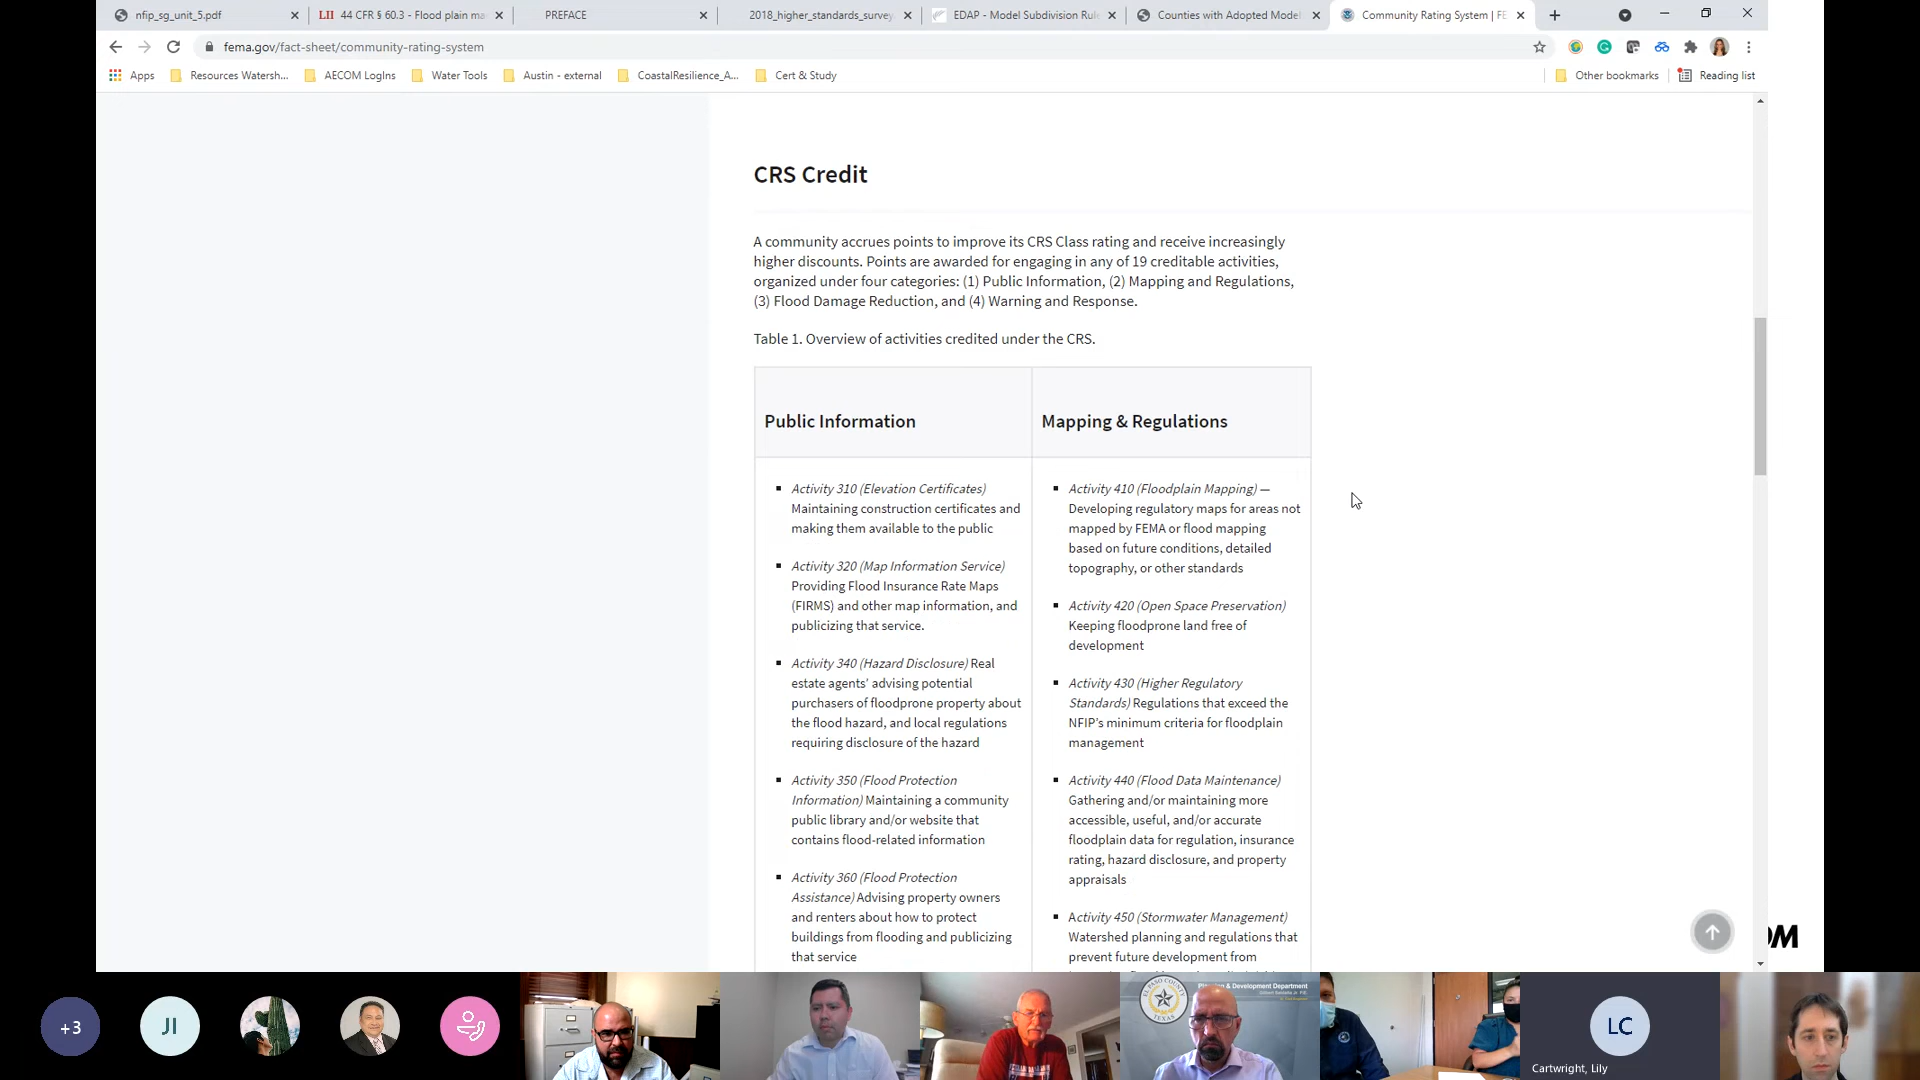 nfip_sg_unit_5.pdf
LII 44 CFR § 60.3 - Flood plain ma
PREFACE
2018_higher_standards_survey.
EDAP - Model Subdivision Rul
Counties with Adopted Model
Community Rating System | FE
fema.gov/fact-sheet/community-rating-system
Apps
Resources Watersh...
AECOM LogIns
Water Tools
Austin - external
CoastalResilience_A...
Cert & Study
Other bookmarks
Reading list
CRS Credit
A community accrues points to improve its CRS Class rating and receive increasingly
higher discounts. Points are awarded for engaging in any of 19 creditable activities,
organized under four categories: (1) Public Information, (2) Mapping and Regulations,
(3) Flood Damage Reduction, and (4) Warning and Response.
Table 1. Overview of activities credited under the CRS.
Public Information
Activity 310 (Elevation Certificates)
Maintaining construction certificates and
making them available to the public
Activity 320 (Map Information Service)
Providing Flood Insurance Rate Maps
(FIRMS) and other map information, and
publicizing that service.
Activity 340 (Hazard Disclosure) Real
estate agents' advising potential
purchasers of floodprone property about
the flood hazard, and local regulations
requiring disclosure of the hazard
Activity 350 (Flood Protection
Information) Maintaining a community
public library and/or website that
contains flood-related information
Activity 360 (Flood Protection
Assistance) Advising property owners
and renters about how to protect
buildings from flooding and publicizing
that service
Mapping & Regulations
Activity 410 (Floodplain Mapping) —
Developing regulatory maps for areas not
mapped by FEMA or flood mapping
based on future conditions, detailed
topography, or other standards
Activity 420 (Open Space Preservation)
Keeping floodprone land free of
development
Activity 430 (Higher Regulatory
Standards) Regulations that exceed the
NFIP's minimum criteria for floodplain
management
Activity 440 (Flood Data Maintenance)
Gathering and/or maintaining more
accessible, useful, and/or accurate
floodplain data for regulation, insurance
rating, hazard disclosure, and property
appraisals
Activity 450 (Stormwater Management)
Watershed planning and regulations that
prevent future development from
OM
+3
JI
EL PASO COUNTY
TEXAS
Planning & Development Department
LC
Cartwright, Lily